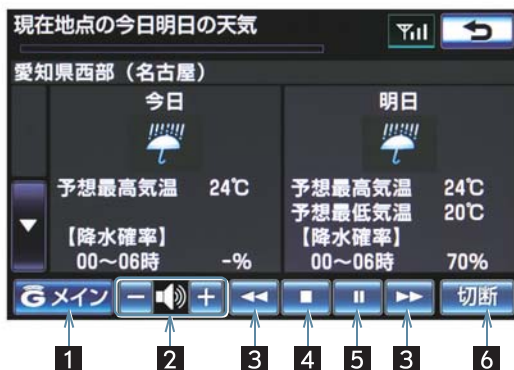 現在地点の今日明日の天気
愛知県西部（名古屋）
今日
明日
予想最高気温 24℃
予想最高気温 24℃
予想最低気温 20℃
【降水確率】
00～06時 -%
【降水確率】
00～06時 70%
G メイン
切断
1 2 3 4 5 3 6